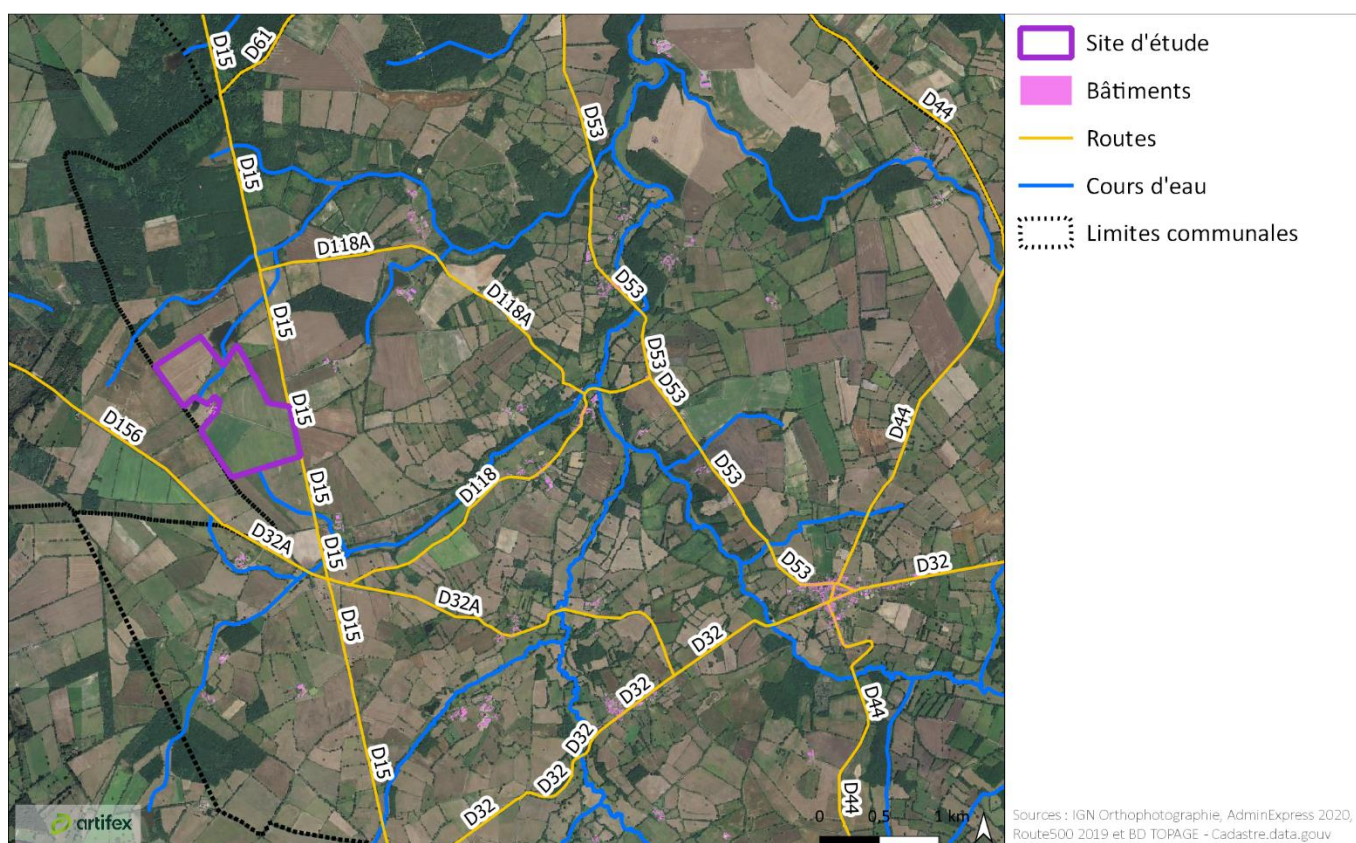 D15
D61
D15
D53
D44
D15
D118A
D118A
D53
D15
D53
D53
D15
D156
D44
D53
D118
D15
D32A
D15
D53
D32
D32A
D15
D32
D32
D44
D15
D32
D32
D32
D44
artifex
0 0,5 1 km
Site d'étude
Bâtiments
Routes
Cours d'eau
Limites communales
Sources : IGN Orthophotographie, AdminExpress 2020,
Route500 2019 et BD TOPAGE - Cadastre.data.gouv